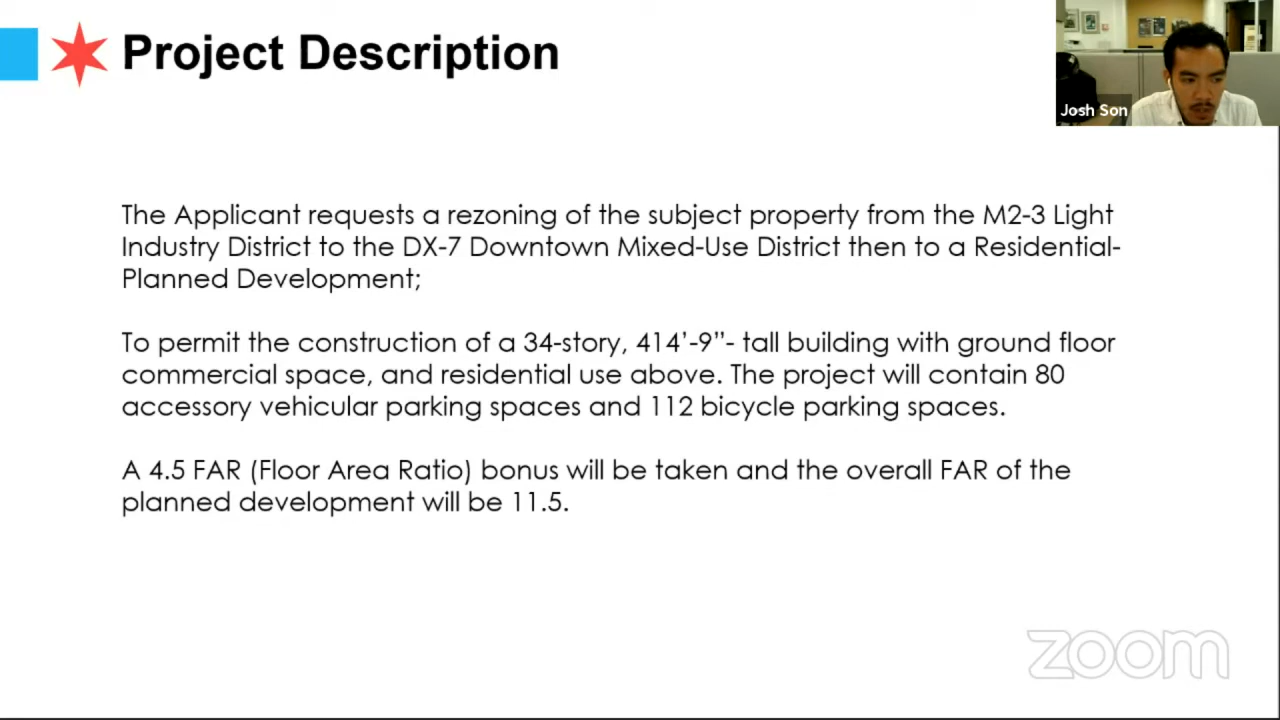 Project Description
Josh Son
The Applicant requests a rezoning of the subject property from the M2-3 Light
Industry District to the DX-7 Downtown Mixed-Use District then to a Residential-
Planned Development;
To permit the construction of a 34-story, 414’-9”- tall building with ground floor
commercial space, and residential use above. The project will contain 80
accessory vehicular parking spaces and 112 bicycle parking spaces.
A 4.5 FAR (Floor Area Ratio) bonus will be taken and the overall FAR of the
planned development will be 11.5.
zoom